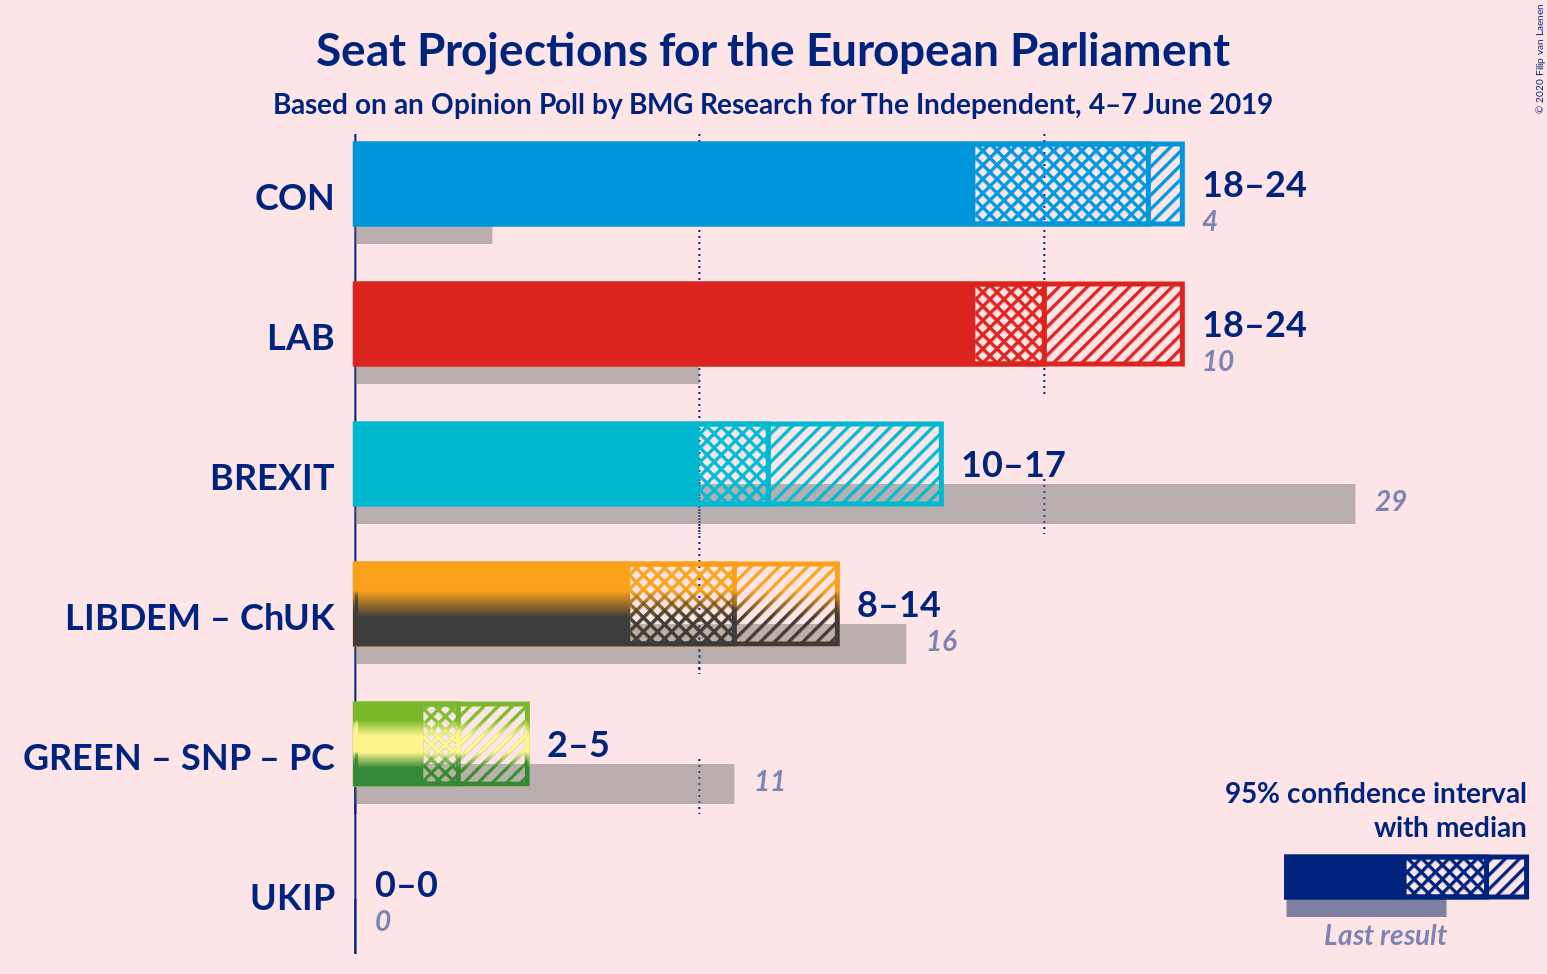 Seat Projections for the European Parliament
Based on an Opinion Poll by BMG Research for The Independent, 4–7 June 2019
© 2020 Filip van Laenen
CON
18–24
4
LAB
18–24
10
BREXIT
10–17
29
LIBDEM – ChUK
8–14
16
GREEN – SNP – PC
2–5
11
UKIP
0–0
0
95% confidence interval
with median
Last result